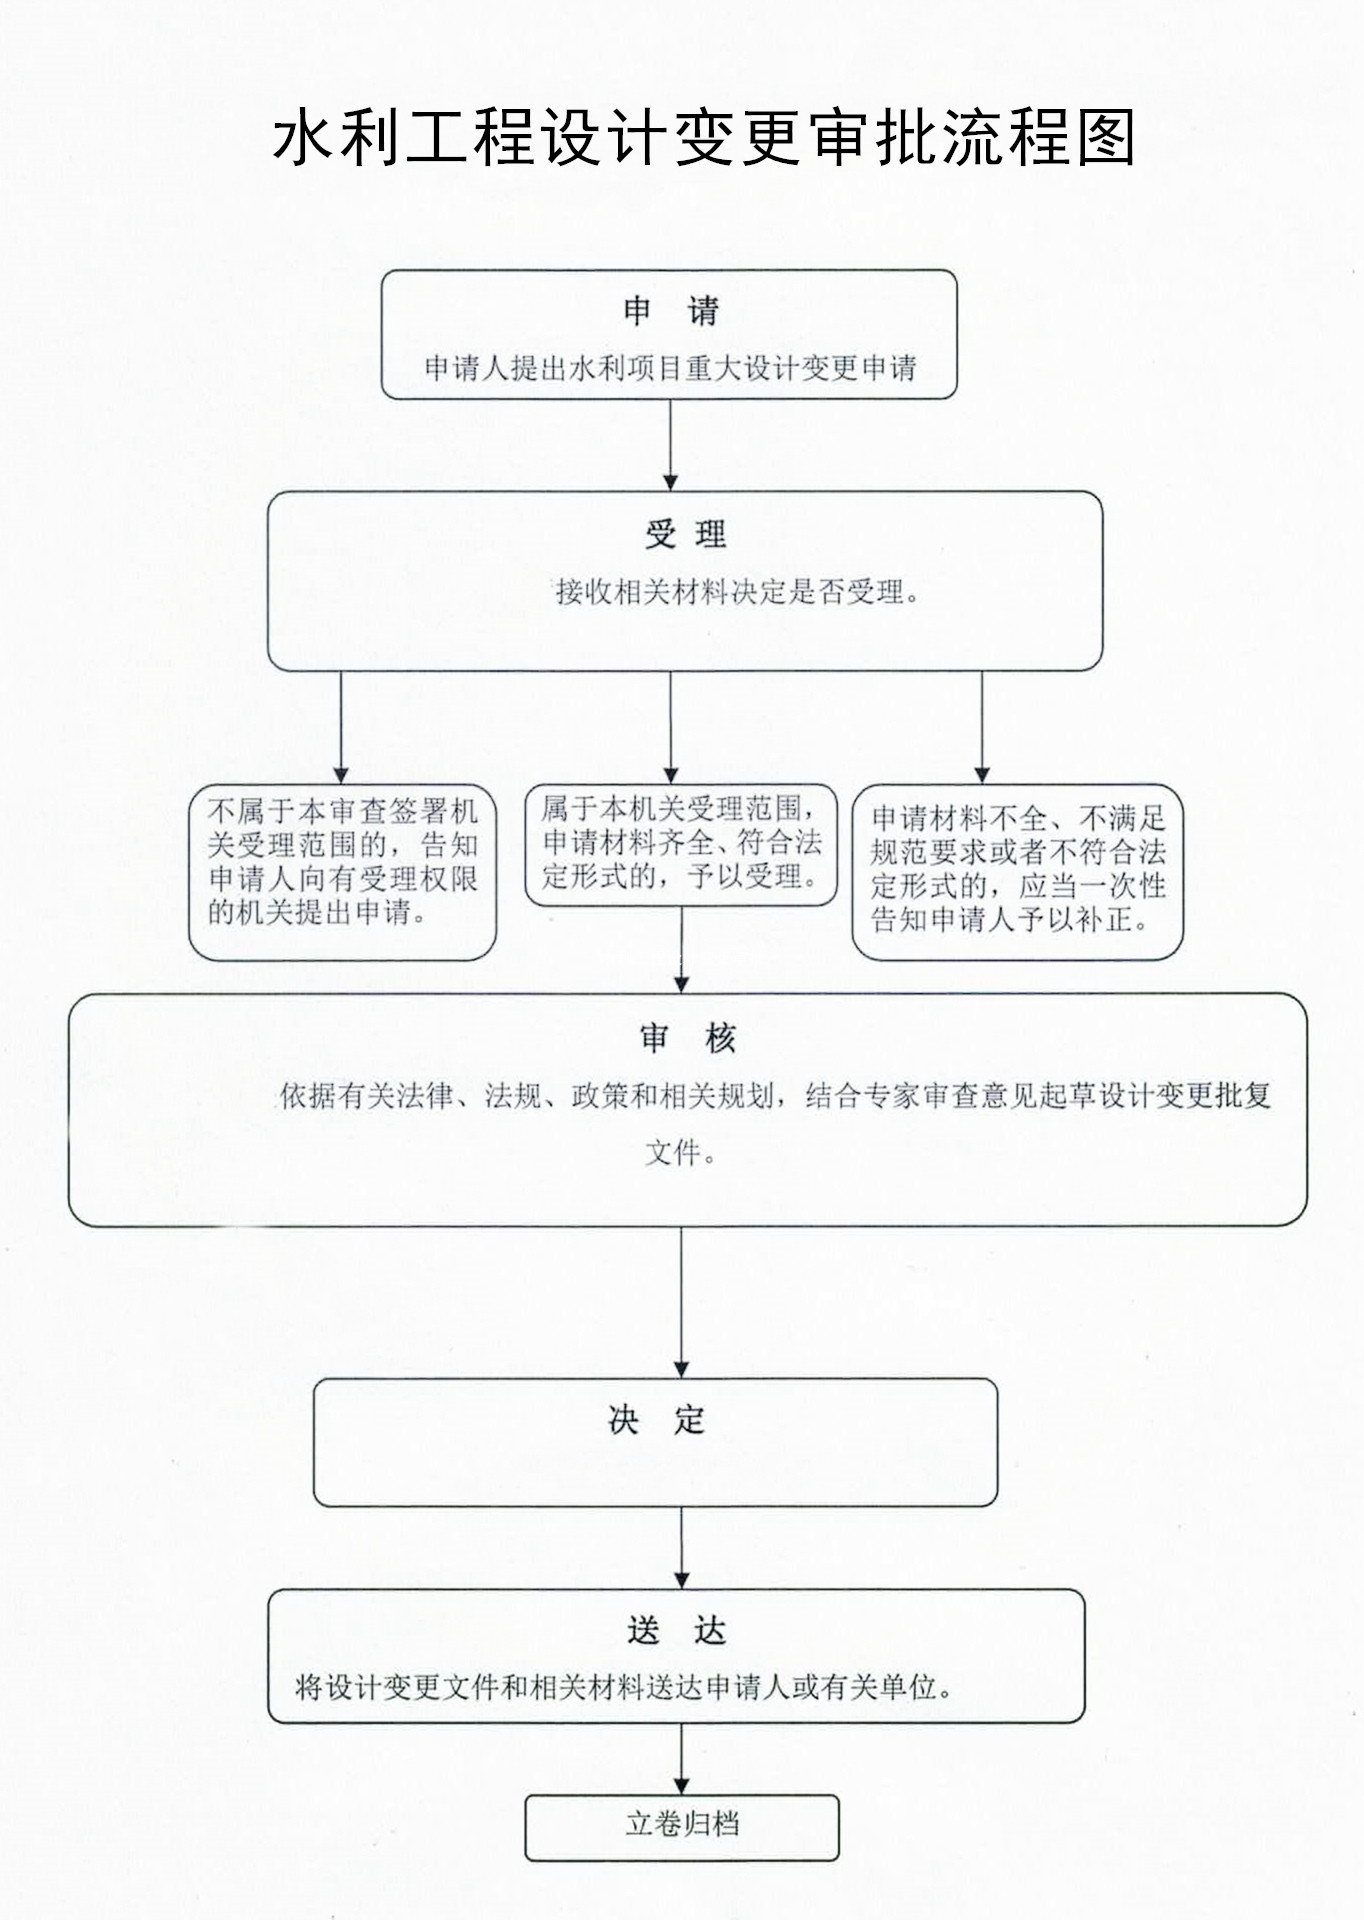 水利工程设计变更审批流程图
申 请
申请人提出水利项目重大设计变更申请
受 理
接收相关材料决定是否受理。
不属于本审查签署机
关受理范围的，告知
申请人向有受理权限
的机关提出申请。
属于本机关受理范围，
申请材料齐全、符合法
定形式的，予以受理。
申请材料不全、不满足
规范要求或者不符合法
定形式的，应当一次性
告知申请人予以补正。
审 核
依据有关法律、法规、政策和相关规划，结合专家审查意见起草设计变更批复
文件。
决 定
送 达
将设计变更文件和相关材料送达申请人或有关单位。
立卷归档